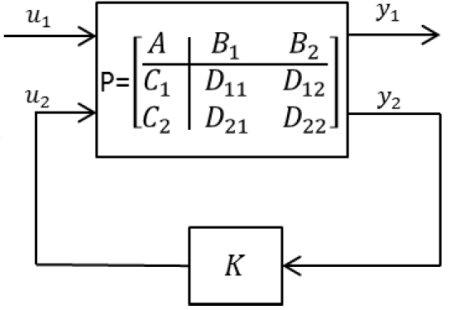 u₁ y₁
A B₁ B₂
P= C₁ D₁₁ D₁₂
u₂ C₂ D₂₁ D₂₂ y₂
K